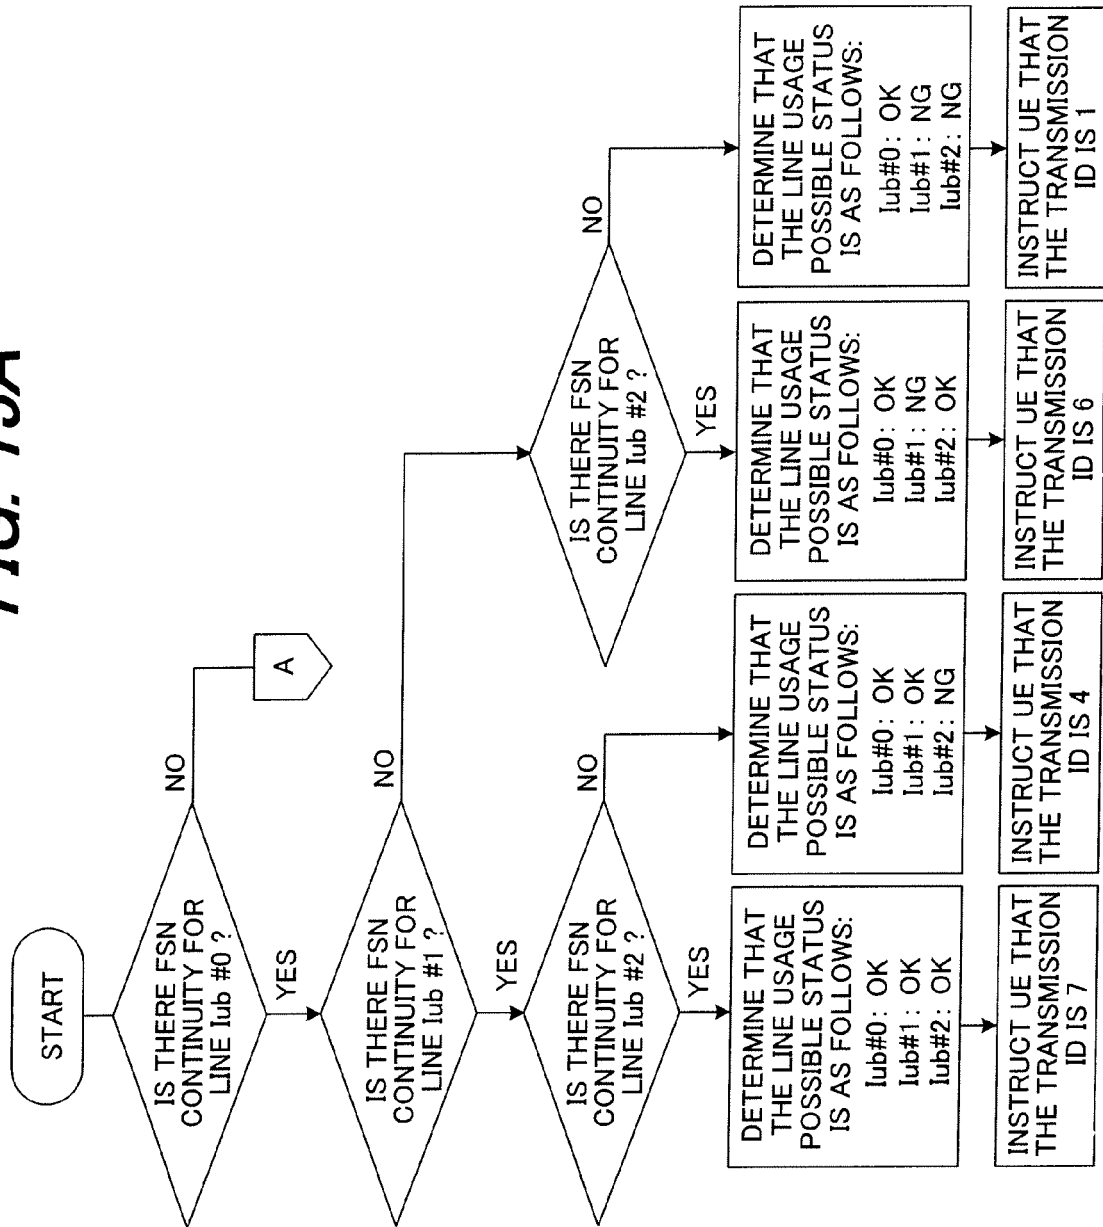 FIG.
START
IS THERE FSN
CONTINUITY FOR
LINE Iub #0 ?
NO
YES
A
IS THERE FSN
CONTINUITY FOR
LINE Iub #1 ?
NO
YES
IS THERE FSN
CONTINUITY FOR
LINE Iub #2 ?
NO
YES
IS THERE FSN
CONTINUITY FOR
LINE Iub #2 ?
NO
YES
DETERMINE THAT
THE LINE USAGE
POSSIBLE STATUS
IS AS FOLLOWS:
Iub#0: OK
Iub#1: OK
Iub#2: OK
DETERMINE THAT
THE LINE USAGE
POSSIBLE STATUS
IS AS FOLLOWS:
Iub#0: OK
Iub#1: OK
Iub#2: NG
DETERMINE THAT
THE LINE USAGE
POSSIBLE STATUS
IS AS FOLLOWS:
Iub#0: OK
Iub#1: NG
Iub#2: OK
DETERMINE THAT
THE LINE USAGE
POSSIBLE STATUS
IS AS FOLLOWS:
Iub#0: OK
Iub#1: NG
Iub#2: NG
INSTRUCT UE THAT
THE TRANSMISSION
ID IS 7
INSTRUCT UE THAT
THE TRANSMISSION
ID IS 4
INSTRUCT UE THAT
THE TRANSMISSION
ID IS 6
INSTRUCT UE THAT
THE TRANSMISSION
ID IS 1